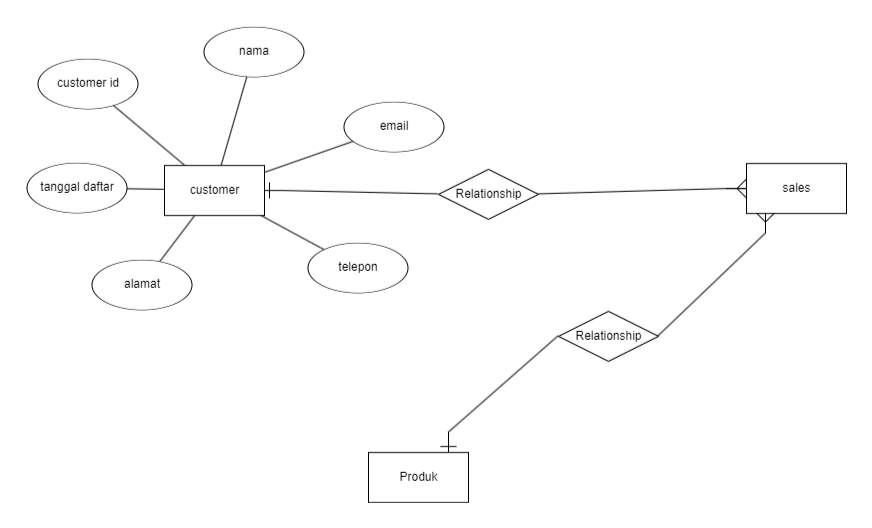 nama
customer id
email
tanggal daftar
customer
Relationship
sales
alamat
telepon
Relationship
Produk